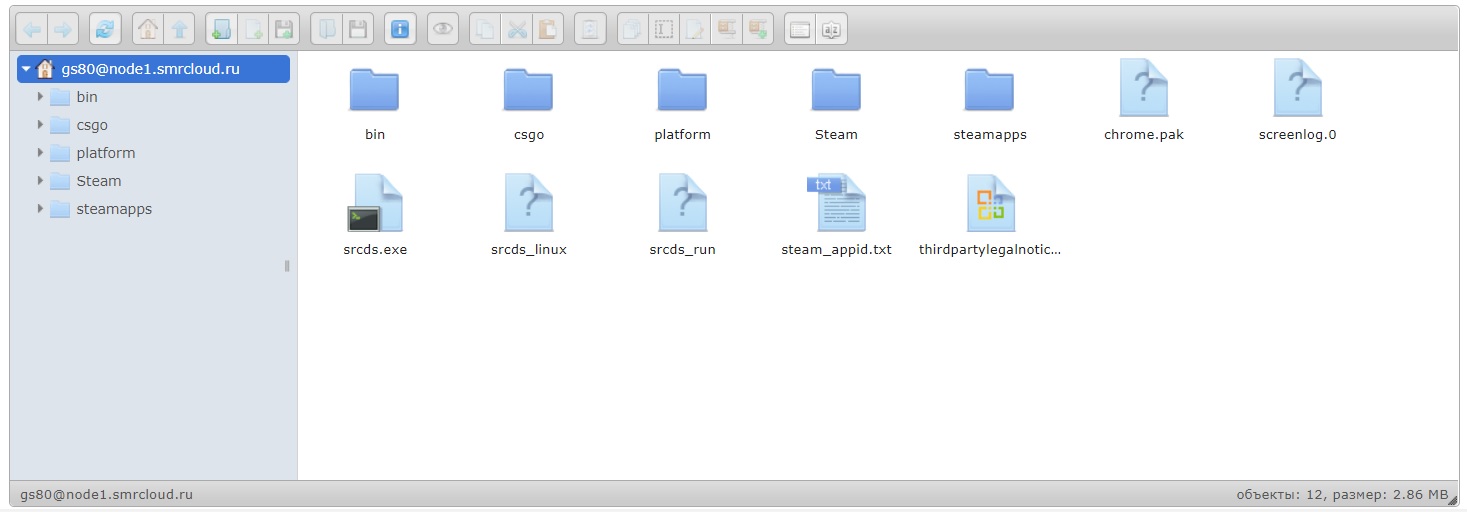 gs80@node1.smrcloud.ru
bin
csgo
platform
Steam
steamapps
bin
csgo
platform
Steam
steamapps
chrome.pak
screenlog.0
srcds.exe
srcds_linux
srcds_run
txt
steam_appid.txt
thirdpartylegalnotic...
gs80@node1.smrcloud.ru
объекты: 12, размер: 2.86 MB